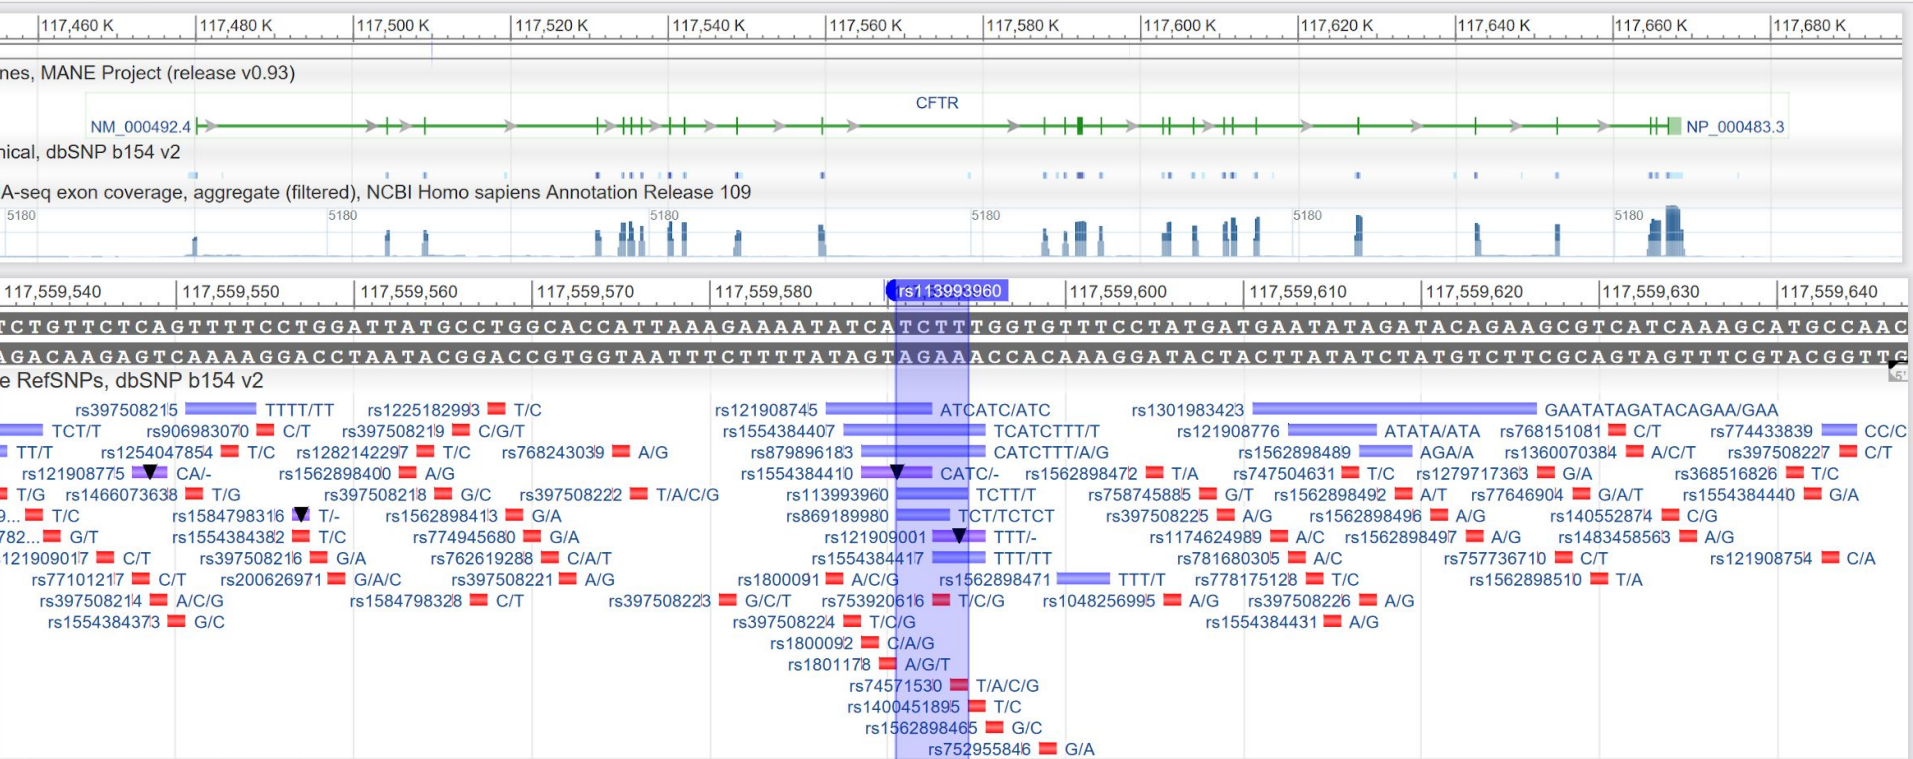 117,460 K 117,480 K 117,500 K 117,520 K 117,540 K 117,560 K 117,580 K 117,600 K 117,620 K 117,640 K 117,660 K 117,680 K
nes, MANE Project (release v0.93)
CFTR
NM_000492.4 NP_000483.3
nical, dbSNP b154 v2
A-seq exon coverage, aggregate (filtered), NCBI Homo sapiens Annotation Release 109
5180 5180 5180 5180 5180 5180
117,559,540 117,559,550 117,559,560 117,559,570 117,559,580 rs113993960 117,559,600 117,559,610 117,559,620 117,559,630 117,559,640
TCTGTTCTCAGTTTTCCTGGATTATGCCTGGCACCATTAAAGAAAATATCATCTTTGGTGTTTCCTATGATGAATATAGATACAGAAGCGTCATCAAAGCATGCCAAC
AGACAAGAGTCAAAAGGACCTAATACGGACCGTGGTAATTTCTTTTATAGTAGAAACCACAAAGGATACTACTTATATCTATGTCTTCGCAGTAGTTTCGTACGGTTG
e RefSNPs, dbSNP b154 v2 5'
rs397508215 TTTT/TT rs1225182993 T/C rs121908745 ATCATC/ATC rs1301983423 GAATATAGATACAGAA/GAA
TCT/T rs906983070 C/T rs397508219 C/G/T rs1554384407 TCATCTTT/T rs121908776 ATATA/ATA rs768151081 C/T rs774433839 CC/C
TT/T rs1254047854 T/C rs1282142297 T/C rs768243039 A/G rs879896183 CATCTTT/A/G rs1562898489 AGA/A rs1360070384 A/C/T rs397508227 C/T
rs121908775 CA/- rs1562898400 A/G rs1554384410 CATC/- rs1562898472 T/A rs747504631 T/C rs1279717363 G/A rs368516826 T/C
T/G rs1466073638 T/G rs397508218 G/C rs397508222 T/A/C/G rs113993960 TCTT/T rs758745885 G/T rs1562898492 A/T rs77646904 G/A/T rs1554384440 G/A
9... T/C rs1584798316 T/- rs1562898413 G/A rs869189980 TCT/TCTCT rs397508225 A/G rs1562898496 A/G rs140552874 C/G
782... G/T rs1554384382 T/C rs774945680 G/A rs121909001 TTT/- rs1174624989 A/C rs1562898497 A/G rs1483458563 A/G
121909017 C/T rs397508216 G/A rs762619288 C/A/T rs1554384417 TTT/TT rs781680305 A/C rs757736710 C/T rs121908754 C/A
rs77101217 C/T rs200626971 G/A/C rs397508221 A/G rs1800091 A/C/G rs1562898471 TTT/T rs778175128 T/C rs1562898510 T/A
rs397508214 A/C/G rs1584798328 C/T rs397508223 G/C/T rs753920616 T/C/G rs1048256995 A/G rs397508226 A/G
rs1554384373 G/C rs397508224 T/C/G rs1554384431 A/G
rs1800092 C/A/G
rs1801178 A/G/T
rs74571530 T/A/C/G
rs1400451895 T/C
rs1562898465 G/C
rs752955846 G/A